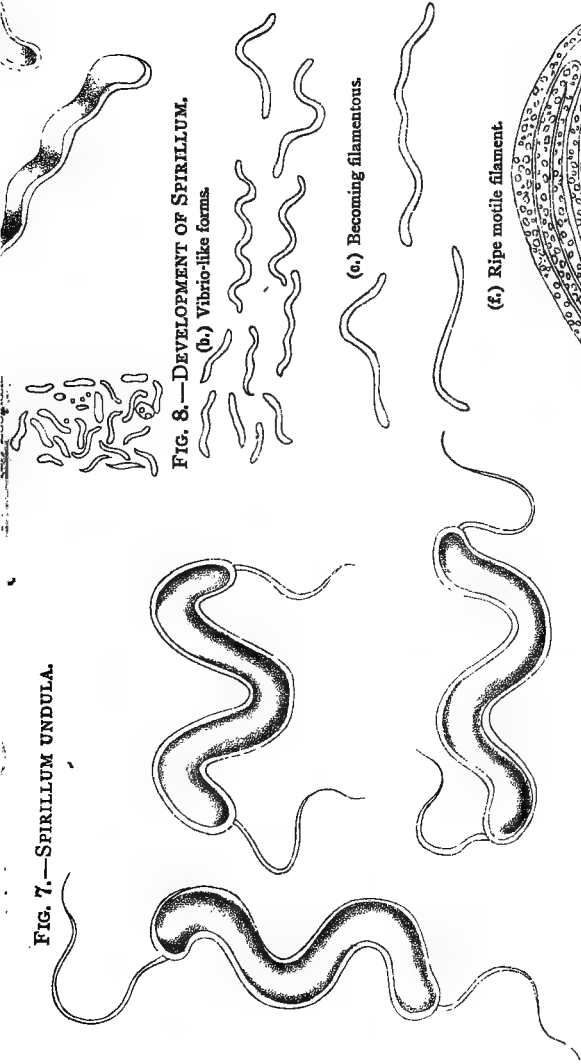 FIG. 7.—SPIRILLUM UNDULA.
FIG. 8.—DEVELOPMENT OF SPIRILLUM.
(b.) Vibrio-like forms.
(c.) Becoming filamentous.
(f.) Ripe motile filament.